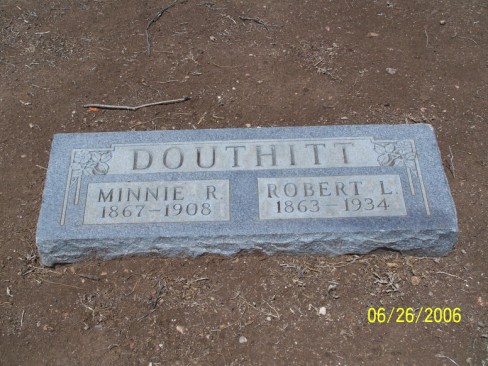 DOUTHITT
MINNIE R.
1867-1908
ROBERT L.
1863-1934
06/26/2006